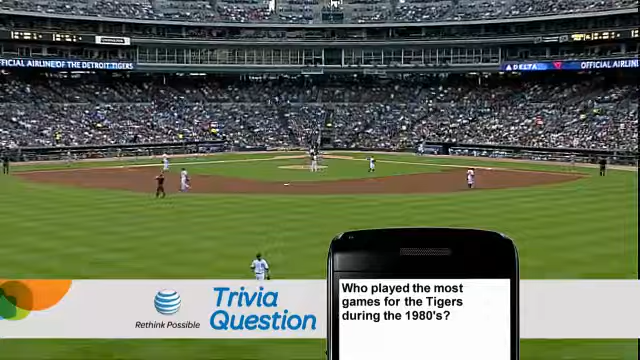 OFFICIAL AIRLINE OF THE DETROIT TIGERS
DELTA
OFFICIAL AIRLINE
Rethink Possible
Trivia
Question
Who played the most
games for the Tigers
during the 1980's?